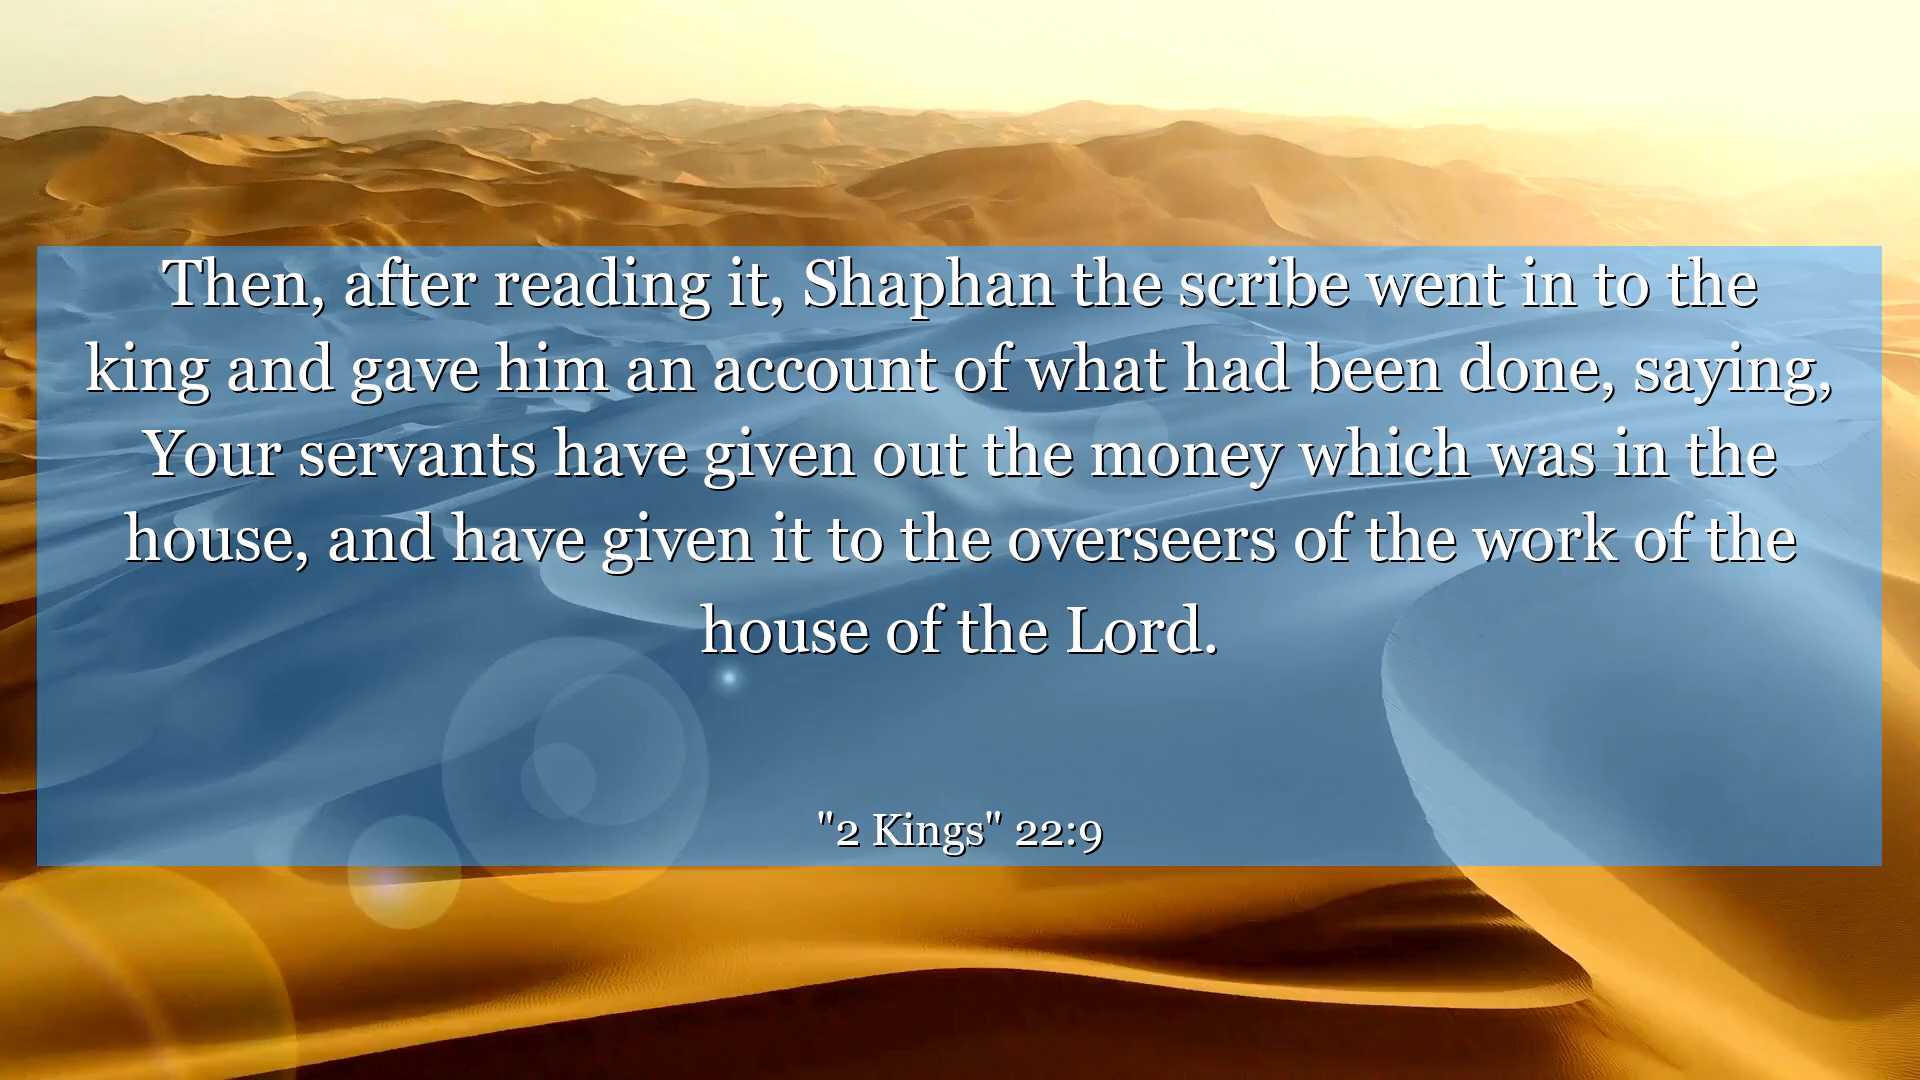 Then, after reading it, Shaphan the scribe went in to the
king and gave him an account of what had been done, saying,
Your servants have given out the money which was in the
house, and have given it to the overseers of the work of the
house of the Lord.
"2 Kings" 22:9